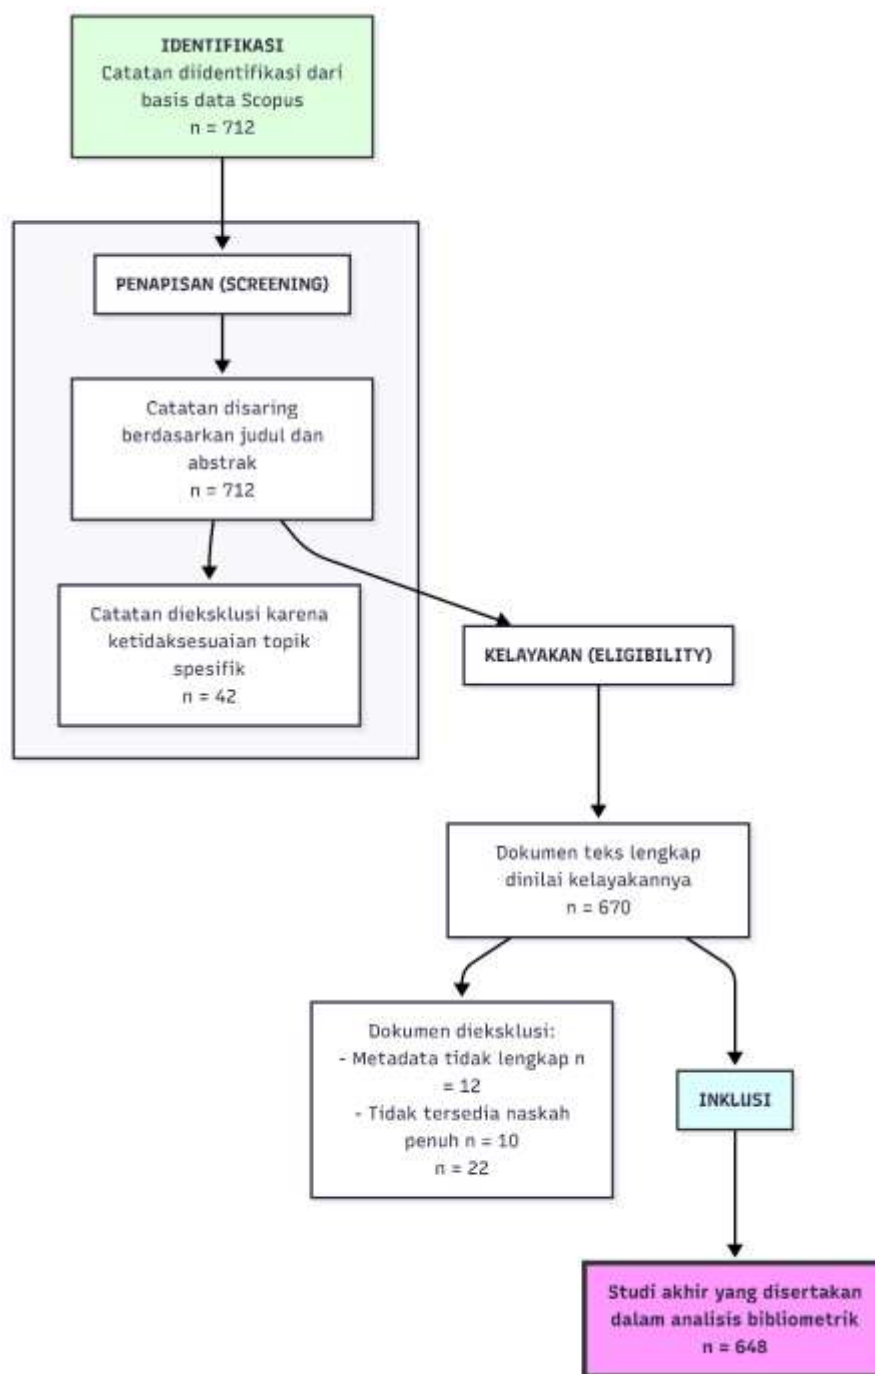 IDENTIFIKASI
Catatan diidentifikasi dari
basis data Scopus
n = 712
PENAPISAN (SCREENING)
Catatan disaring
berdasarkan judul dan
abstrak
n = 712
Catatan dieksklusi karena
ketidaksesuaian topik
spesifik
n = 42
KELAYAKAN (ELIGIBILITY)
Dokumen teks lengkap
dinilai kelayakannya
n = 670
Dokumen dieksklusi:
- Metadata tidak lengkap n
= 12
- Tidak tersedia naskah
penuh n = 10
n = 22
INKLUSI
Studi akhir yang disertakan
dalam analisis bibliometrik
n = 648